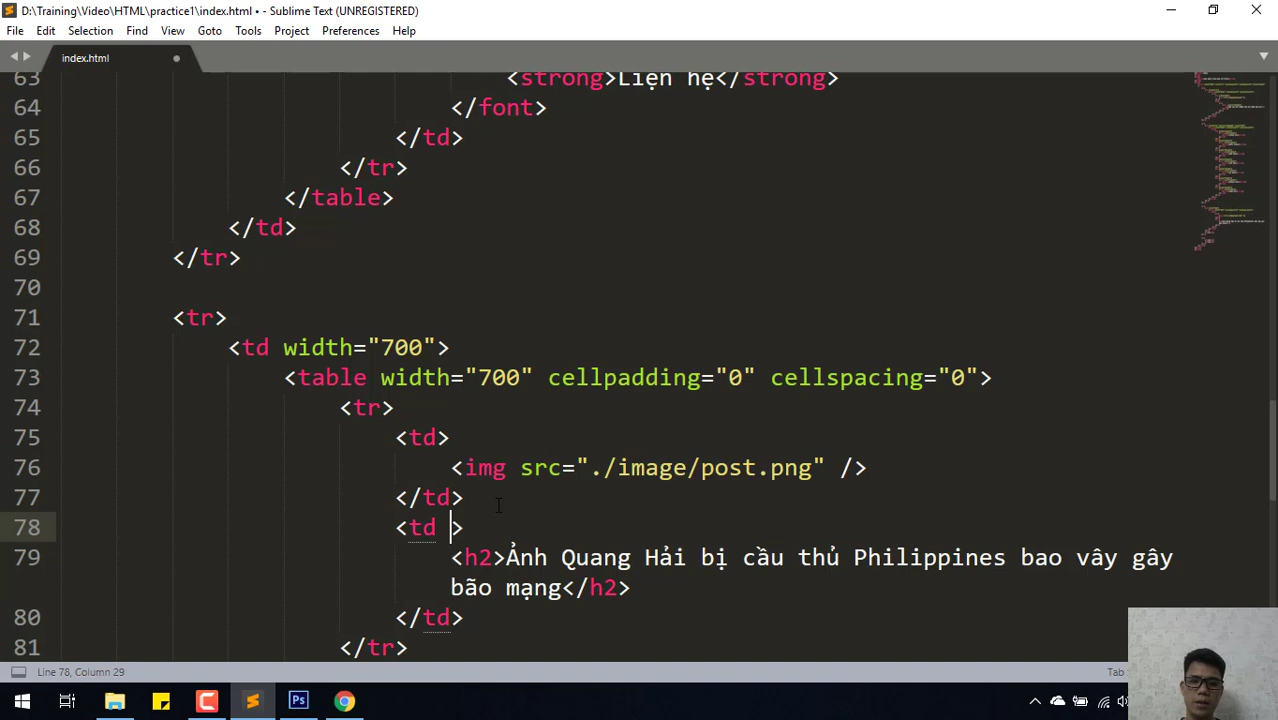 D:\Training\Video\HTML\practice1\index.html • - Sublime Text (UNREGISTERED)
File Edit Selection Find View Goto Tools Project Preferences Help
index.html
63 <strong>Liên hệ</strong>
64 </font>
65 </td>
66 </tr>
67 </table>
68 </td>
69 </tr>
70
71 <tr>
72 <td width="700">
73 <table width="700" cellpadding="0" cellspacing="0">
74 <tr>
75 <td>
76 <img src="./image/post.png" />
77 </td>
78 <td >
79 <h2>Ảnh Quang Hải bị cầu thủ Philippines bao vây gây
bão mạng</h2>
80 </td>
81 </tr>
Line 78, Column 29
Tab